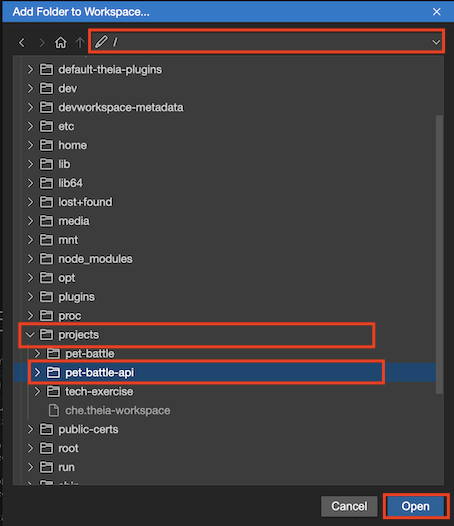 Add Folder to Workspace...
/
default-theia-plugins
dev
devworkspace-metadata
etc
home
lib
lib64
lost+found
media
mnt
node_modules
opt
plugins
proc
projects
pet-battle
pet-battle-api
tech-exercise
che.theia-workspace
public-certs
root
run
Cancel
Open